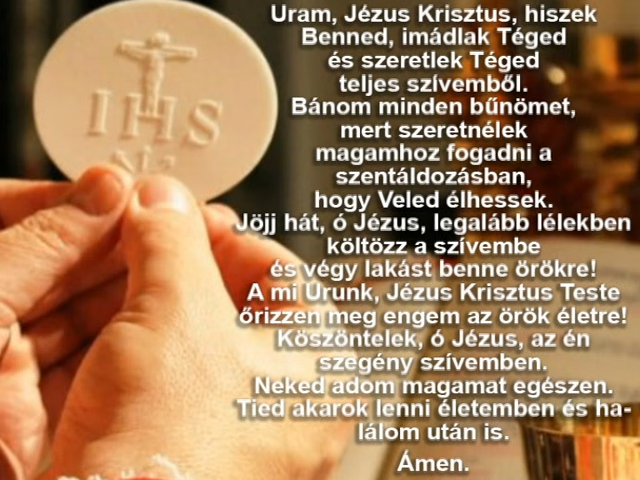 IHS
Uram, Jézus Krisztus, hiszek
Benned, imádlak Téged
és szeretlek Téged
teljes szívemből.
Bánom minden bűnömet,
mert szeretnélek
magamhoz fogadni a
szentáldozásban,
hogy Veled élhessek.
Jöjj hát, ó Jézus, legalább lélekben
költözz a szívembe
és végy lakást benne örökre!
A mi Urunk, Jézus Krisztus Teste
őrizzen meg engem az örök életre!
Köszöntelek, ó Jézus, az én
szegény szívemben.
Neked adom magamat egészen.
Tied akarok lenni életemben és ha-
lálom után is.
Ámen.